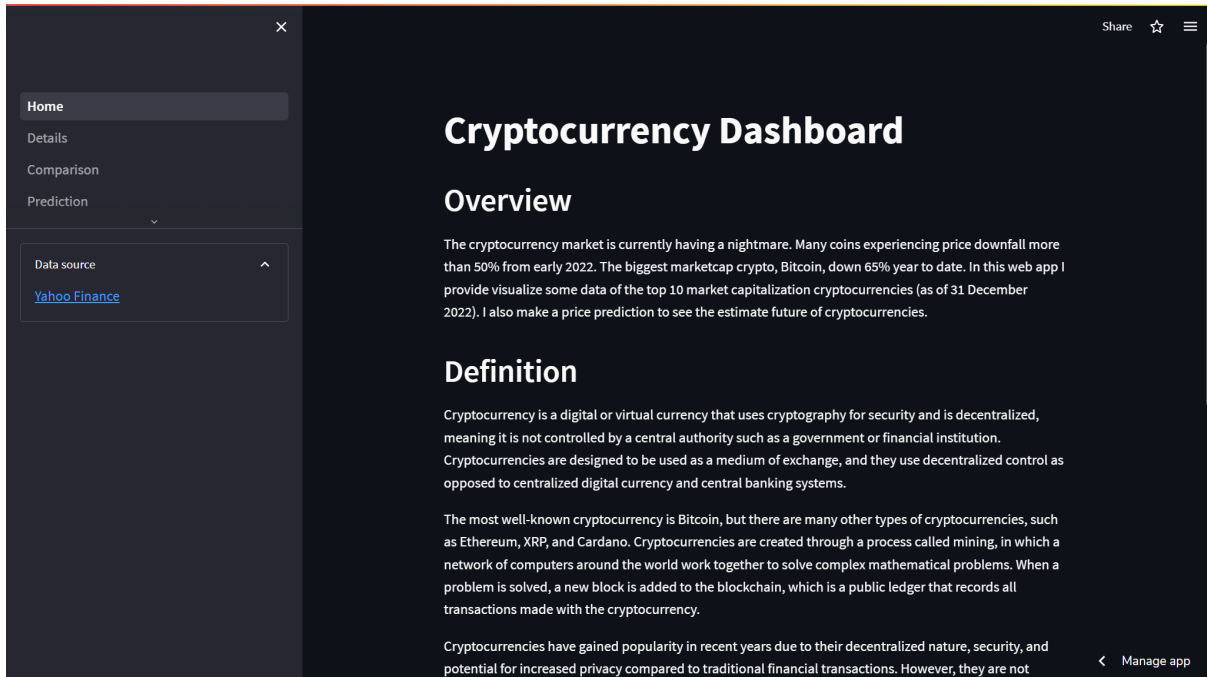 Share
Home
Details
Comparison
Prediction
Data source
Yahoo Finance
Cryptocurrency Dashboard
Overview
The cryptocurrency market is currently having a nightmare. Many coins experiencing price downfall more
than 50% from early 2022. The biggest marketcap crypto, Bitcoin, down 65% year to date. In this web app I
provide visualize some data of the top 10 market capitalization cryptocurrencies (as of 31 December
2022). I also make a price prediction to see the estimate future of cryptocurrencies.
Definition
Cryptocurrency is a digital or virtual currency that uses cryptography for security and is decentralized,
meaning it is not controlled by a central authority such as a government or financial institution.
Cryptocurrencies are designed to be used as a medium of exchange, and they use decentralized control as
opposed to centralized digital currency and central banking systems.
The most well-known cryptocurrency is Bitcoin, but there are many other types of cryptocurrencies, such
as Ethereum, XRP, and Cardano. Cryptocurrencies are created through a process called mining, in which a
network of computers around the world work together to solve complex mathematical problems. When a
problem is solved, a new block is added to the blockchain, which is a public ledger that records all
transactions made with the cryptocurrency.
Cryptocurrencies have gained popularity in recent years due to their decentralized nature, security, and
potential for increased privacy compared to traditional financial transactions. However, they are not
Manage app